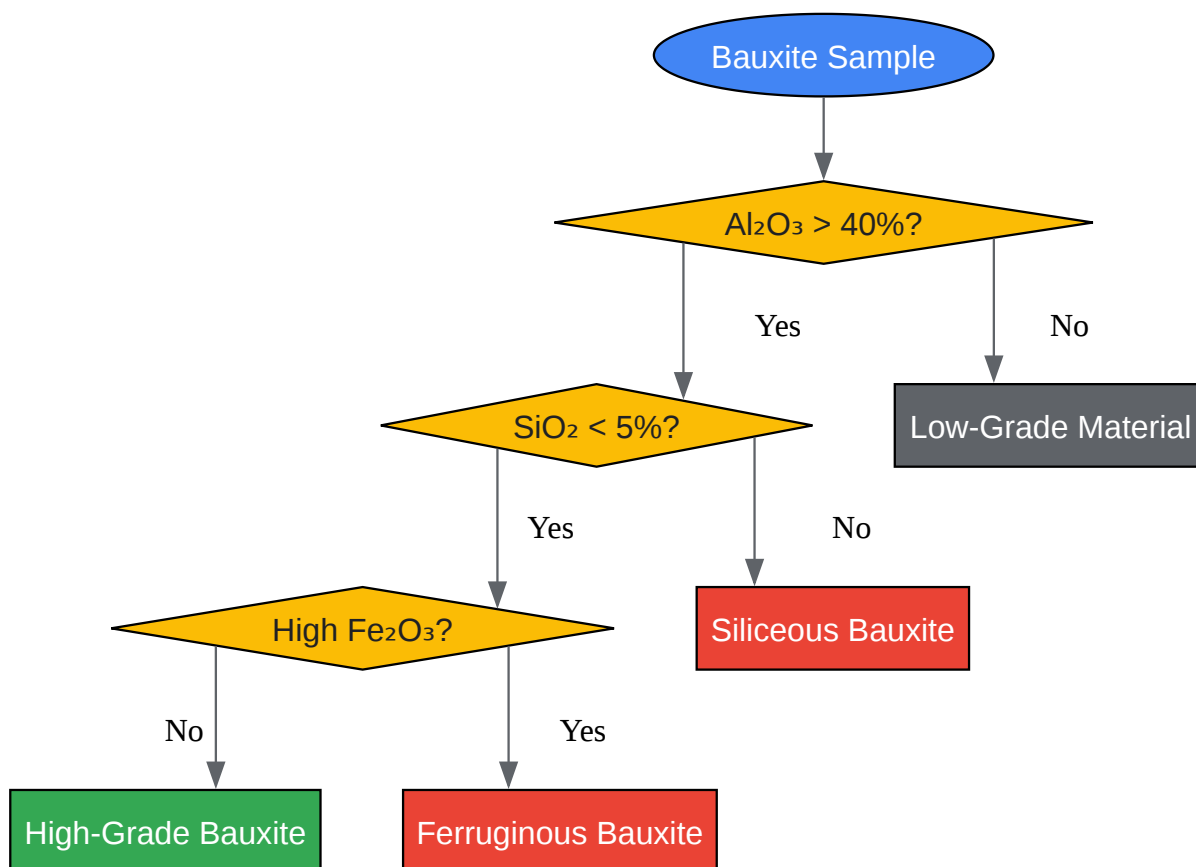 Bauxite Sample
Al₂O₃ > 40%?
Yes
No
SiO₂ < 5%?
Low-Grade Material
Yes
No
High Fe₂O₃?
Siliceous Bauxite
No
Yes
High-Grade Bauxite
Ferruginous Bauxite